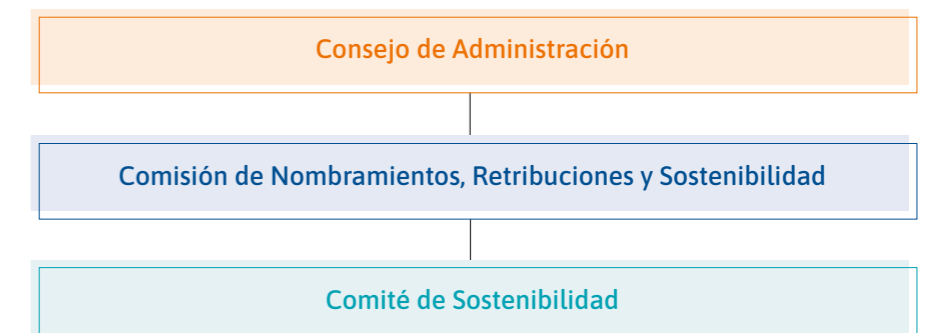 Consejo de Administración
Comisión de Nombramientos, Retribuciones y Sostenibilidad
Comité de Sostenibilidad